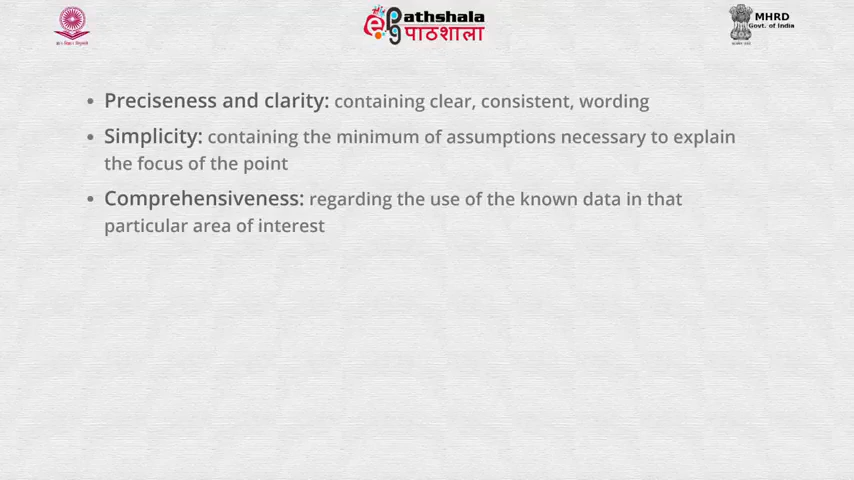 ePathshala
पाठशाला
MHRD
Govt. of India
• Preciseness and clarity: containing clear, consistent, wording
• Simplicity: containing the minimum of assumptions necessary to explain
the focus of the point
• Comprehensiveness: regarding the use of the known data in that
particular area of interest